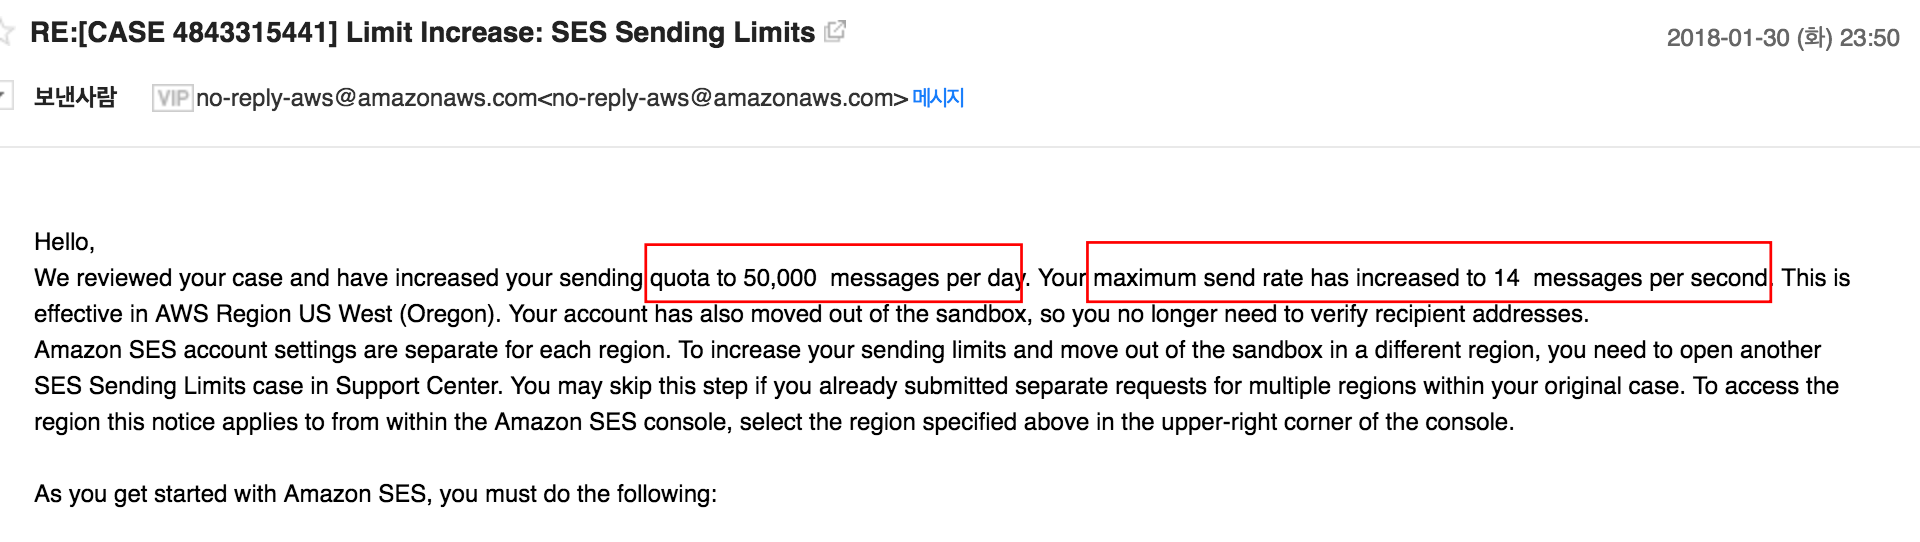 RE:[CASE 4843315441] Limit Increase: SES Sending Limits
2018-01-30 (화) 23:50
보낸사람 VIP no-reply-aws@amazonaws.com<no-reply-aws@amazonaws.com> 메시지
Hello,
We reviewed your case and have increased your sending quota to 50,000  messages per day. Your maximum send rate has increased to 14  messages per second. This is
effective in AWS Region US West (Oregon). Your account has also moved out of the sandbox, so you no longer need to verify recipient addresses.
Amazon SES account settings are separate for each region. To increase your sending limits and move out of the sandbox in a different region, you need to open another
SES Sending Limits case in Support Center. You may skip this step if you already submitted separate requests for multiple regions within your original case. To access the
region this notice applies to from within the Amazon SES console, select the region specified above in the upper-right corner of the console.
As you get started with Amazon SES, you must do the following: